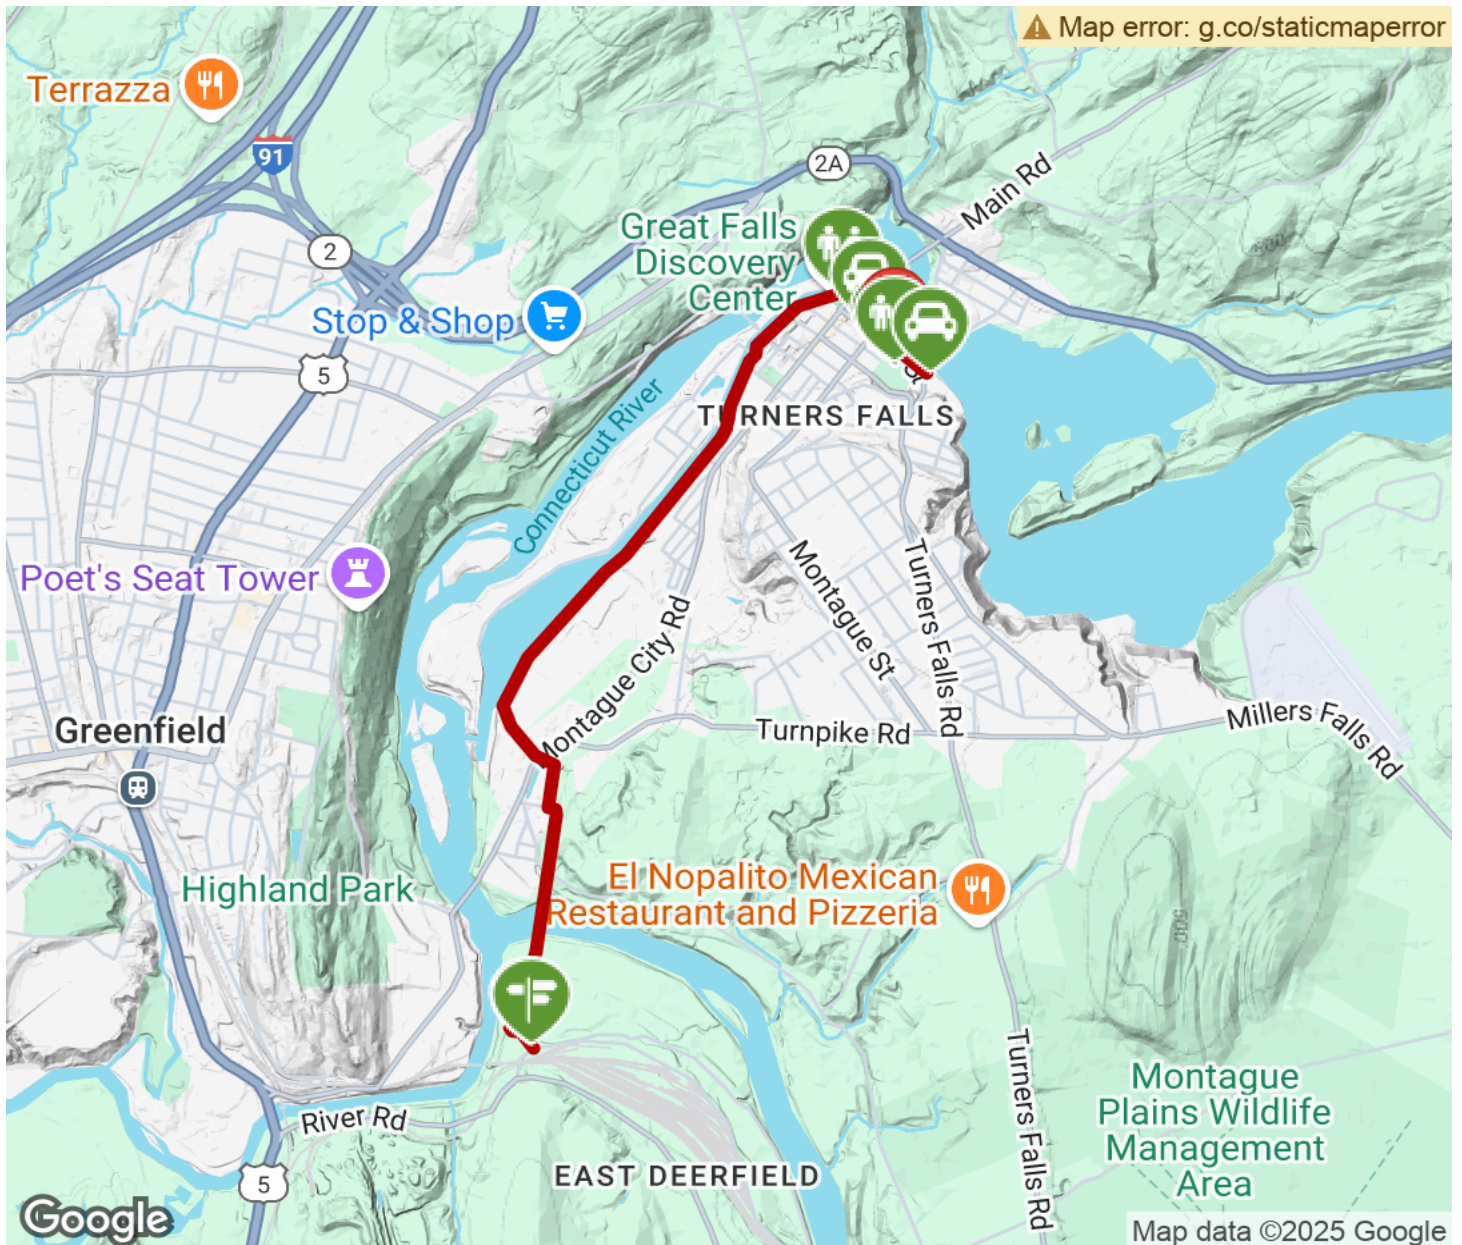 Map error: g.co/staticmaperror
Terrazza
91
2A
Main Rd
Great Falls
Discovery
Center
2
Stop & Shop
5
St
Connecticut River
TURNERS FALLS
Poet's Seat Tower
Montague St
Turners Falls Rd
Montague City Rd
Greenfield
Turnpike Rd
Millers Falls Rd
Highland Park
El Nopalito Mexican
Restaurant and Pizzeria
500
River Rd
Turners Falls Rd
Montague
Plains Wildlife
Management
Area
EAST DEERFIELD
5
Google
Map data ©2025 Google